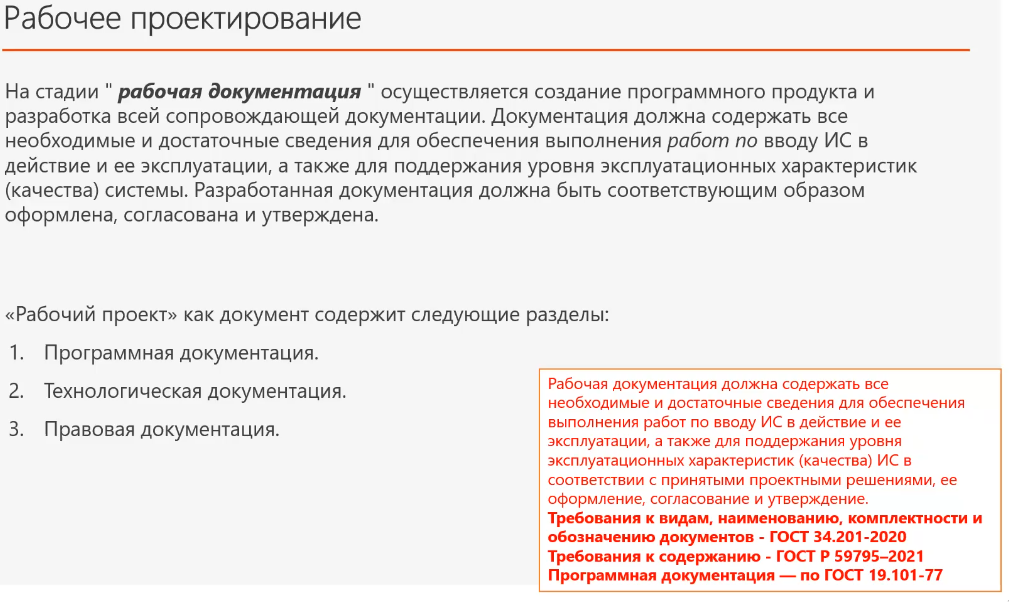 Рабочее проектирование
На стадии " рабочая документация " осуществляется создание программного продукта и
разработка всей сопровождающей документации. Документация должна содержать все
необходимые и достаточные сведения для обеспечения выполнения работ по вводу ИС в
действие и ее эксплуатации, а также для поддержания уровня эксплуатационных характеристик
(качества) системы. Разработанная документация должна быть соответствующим образом
оформлена, согласована и утверждена.
«Рабочий проект» как документ содержит следующие разделы:
1. Программная документация.
2. Технологическая документация.
3. Правовая документация.
Рабочая документация должна содержать все
необходимые и достаточные сведения для обеспечения
выполнения работ по вводу ИС в действие и ее
эксплуатации, а также для поддержания уровня
эксплуатационных характеристик (качества) ИС в
соответствии с принятыми проектными решениями, ее
оформление, согласование и утверждение.
Требования к видам, наименованию, комплектности и
обозначению документов - ГОСТ 34.201-2020
Требования к содержанию - ГОСТ Р 59795–2021
Программная документация — по ГОСТ 19.101-77